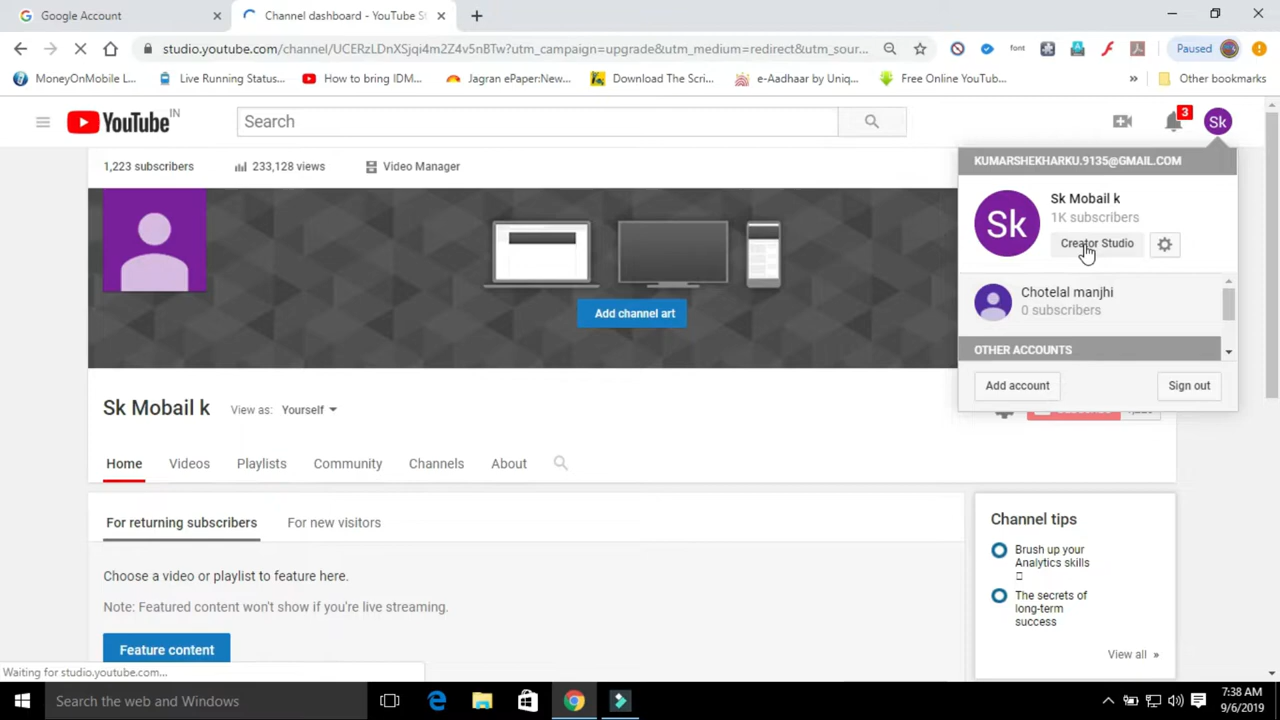 Google Account
Channel dashboard - YouTube St
studio.youtube.com/channel/UCERzLDnXSjqi4m2Z4v5nBTw?utm_campaign=upgrade&utm_medium=redirect&utm_sour...
font
Paused
MoneyOnMobile L...
Live Running Status...
How to bring IDM...
Jagran ePaper:New...
Download The Scri...
e-Aadhaar by Uniq...
Free Online YouTub...
»
Other bookmarks
YouTube IN
Search
3
Sk
1,223 subscribers
233,128 views
Video Manager
KUMARSHEKHARKU.9135@GMAIL.COM
Sk
Sk Mobail k
1K subscribers
Creator Studio
Chotelal manjhi
0 subscribers
OTHER ACCOUNTS
Add account
Sign out
Add channel art
Sk Mobail k
View as: Yourself
Home
Videos
Playlists
Community
Channels
About
For returning subscribers
For new visitors
Choose a video or playlist to feature here.
Note: Featured content won't show if you're live streaming.
Feature content
Channel tips
Brush up your
Analytics skills
The secrets of
long-term
success
View all »
Waiting for studio.youtube.com...
Search the web and Windows
7:38 AM
9/6/2019